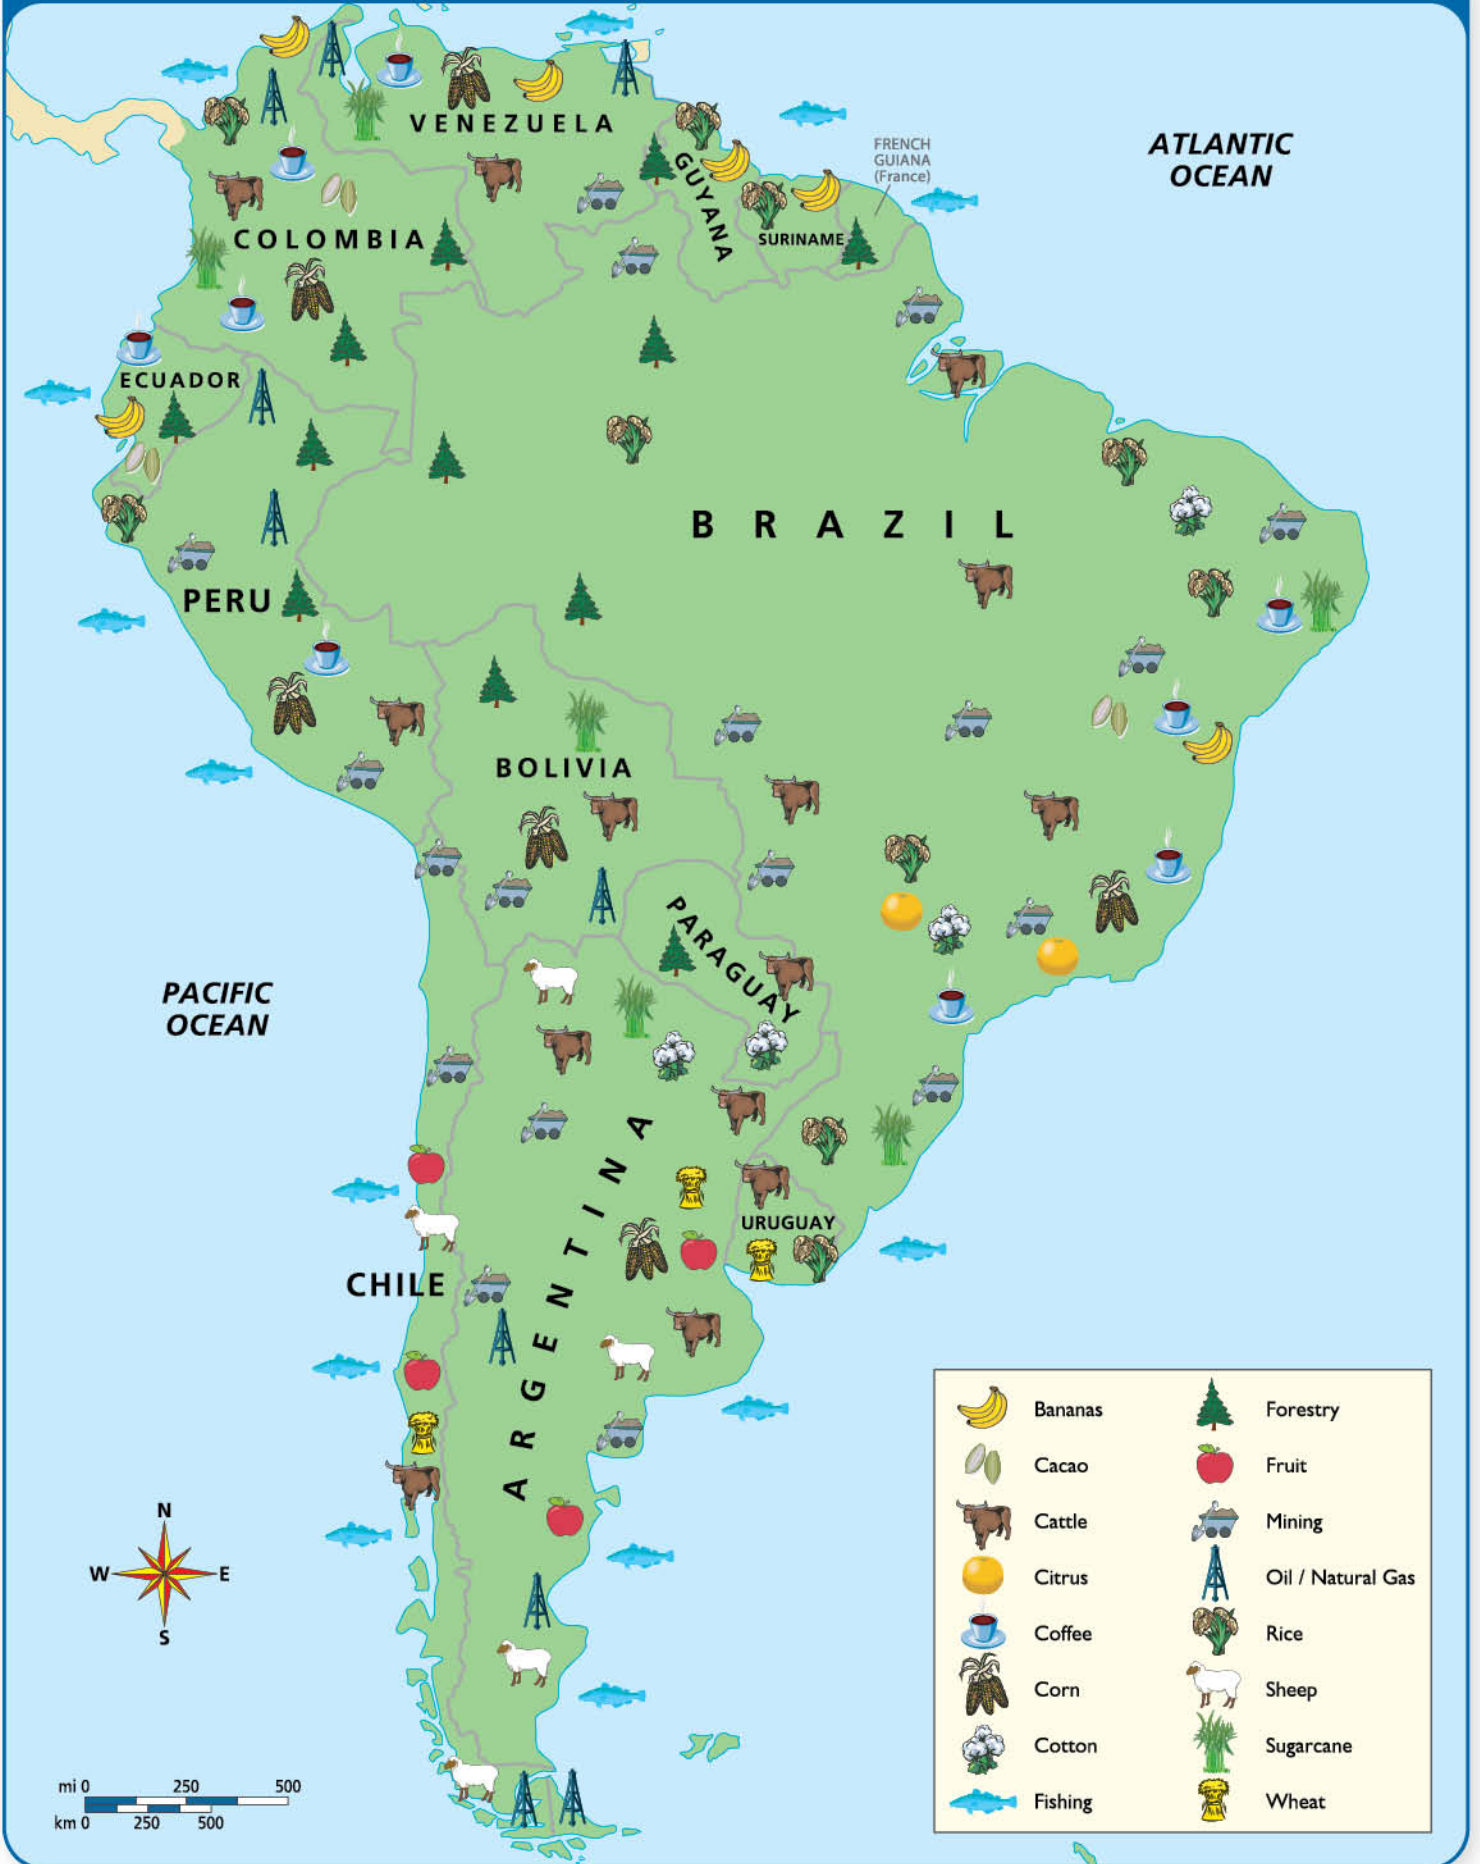 VENEZUELA
FRENCH
GUIANA
(France)
ATLANTIC
OCEAN
GUYANA
SURINAME
COLOMBIA
ECUADOR
BRAZIL
PERU
BOLIVIA
PARAGUAY
PACIFIC
OCEAN
ARGENTINA
URUGUAY
CHILE
Bananas
Forestry
Cacao
Fruit
Cattle
Mining
Citrus
Oil / Natural Gas
Coffee
Rice
Corn
Sheep
Cotton
Sugarcane
Fishing
Wheat
N
W E
S
mi 0 250 500
km 0 250 500